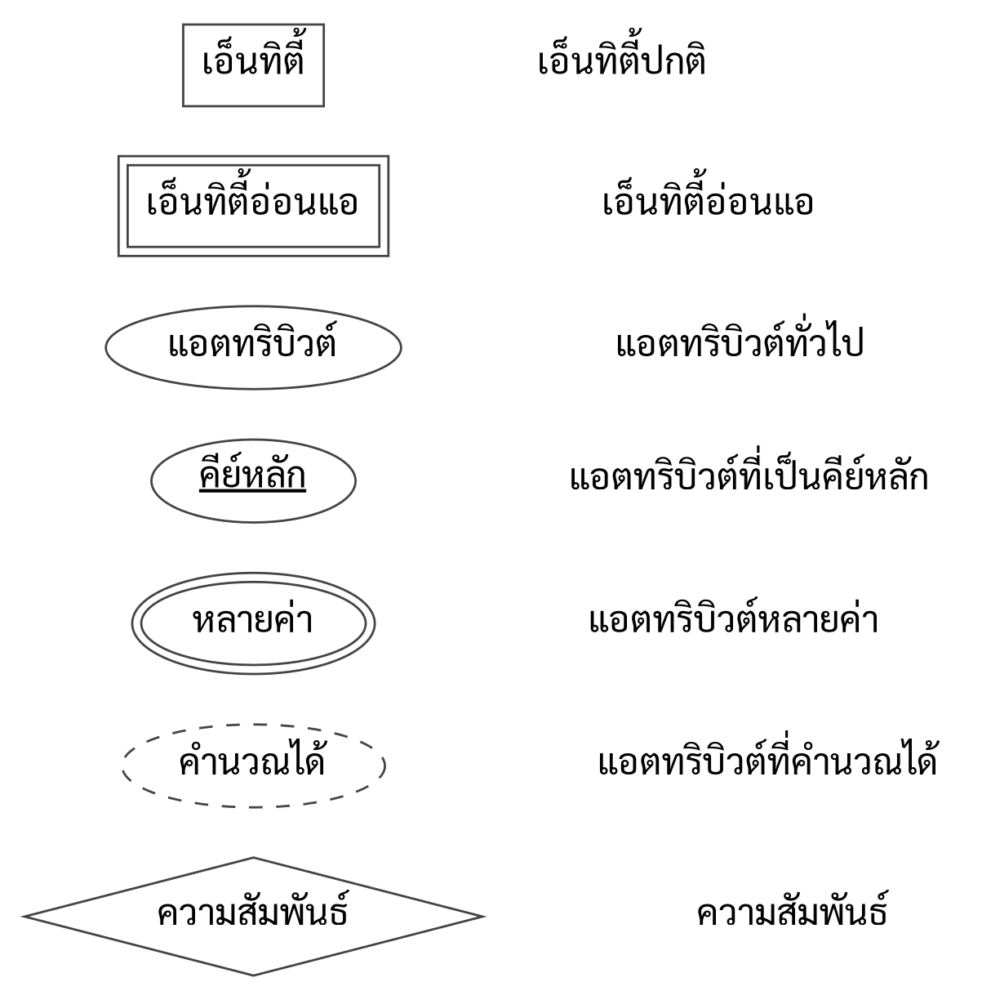 เอ็นทิตี้ เอ็นทิตี้ปกติ
เอ็นทิตี้อ่อนแอ เอ็นทิตี้อ่อนแอ
แอตทริบิวต์ แอตทริบิวต์ทั่วไป
คีย์หลัก แอตทริบิวต์ที่เป็นคีย์หลัก
หลายค่า แอตทริบิวต์หลายค่า
คำนวณได้ แอตทริบิวต์ที่คำนวณได้
ความสัมพันธ์ ความสัมพันธ์